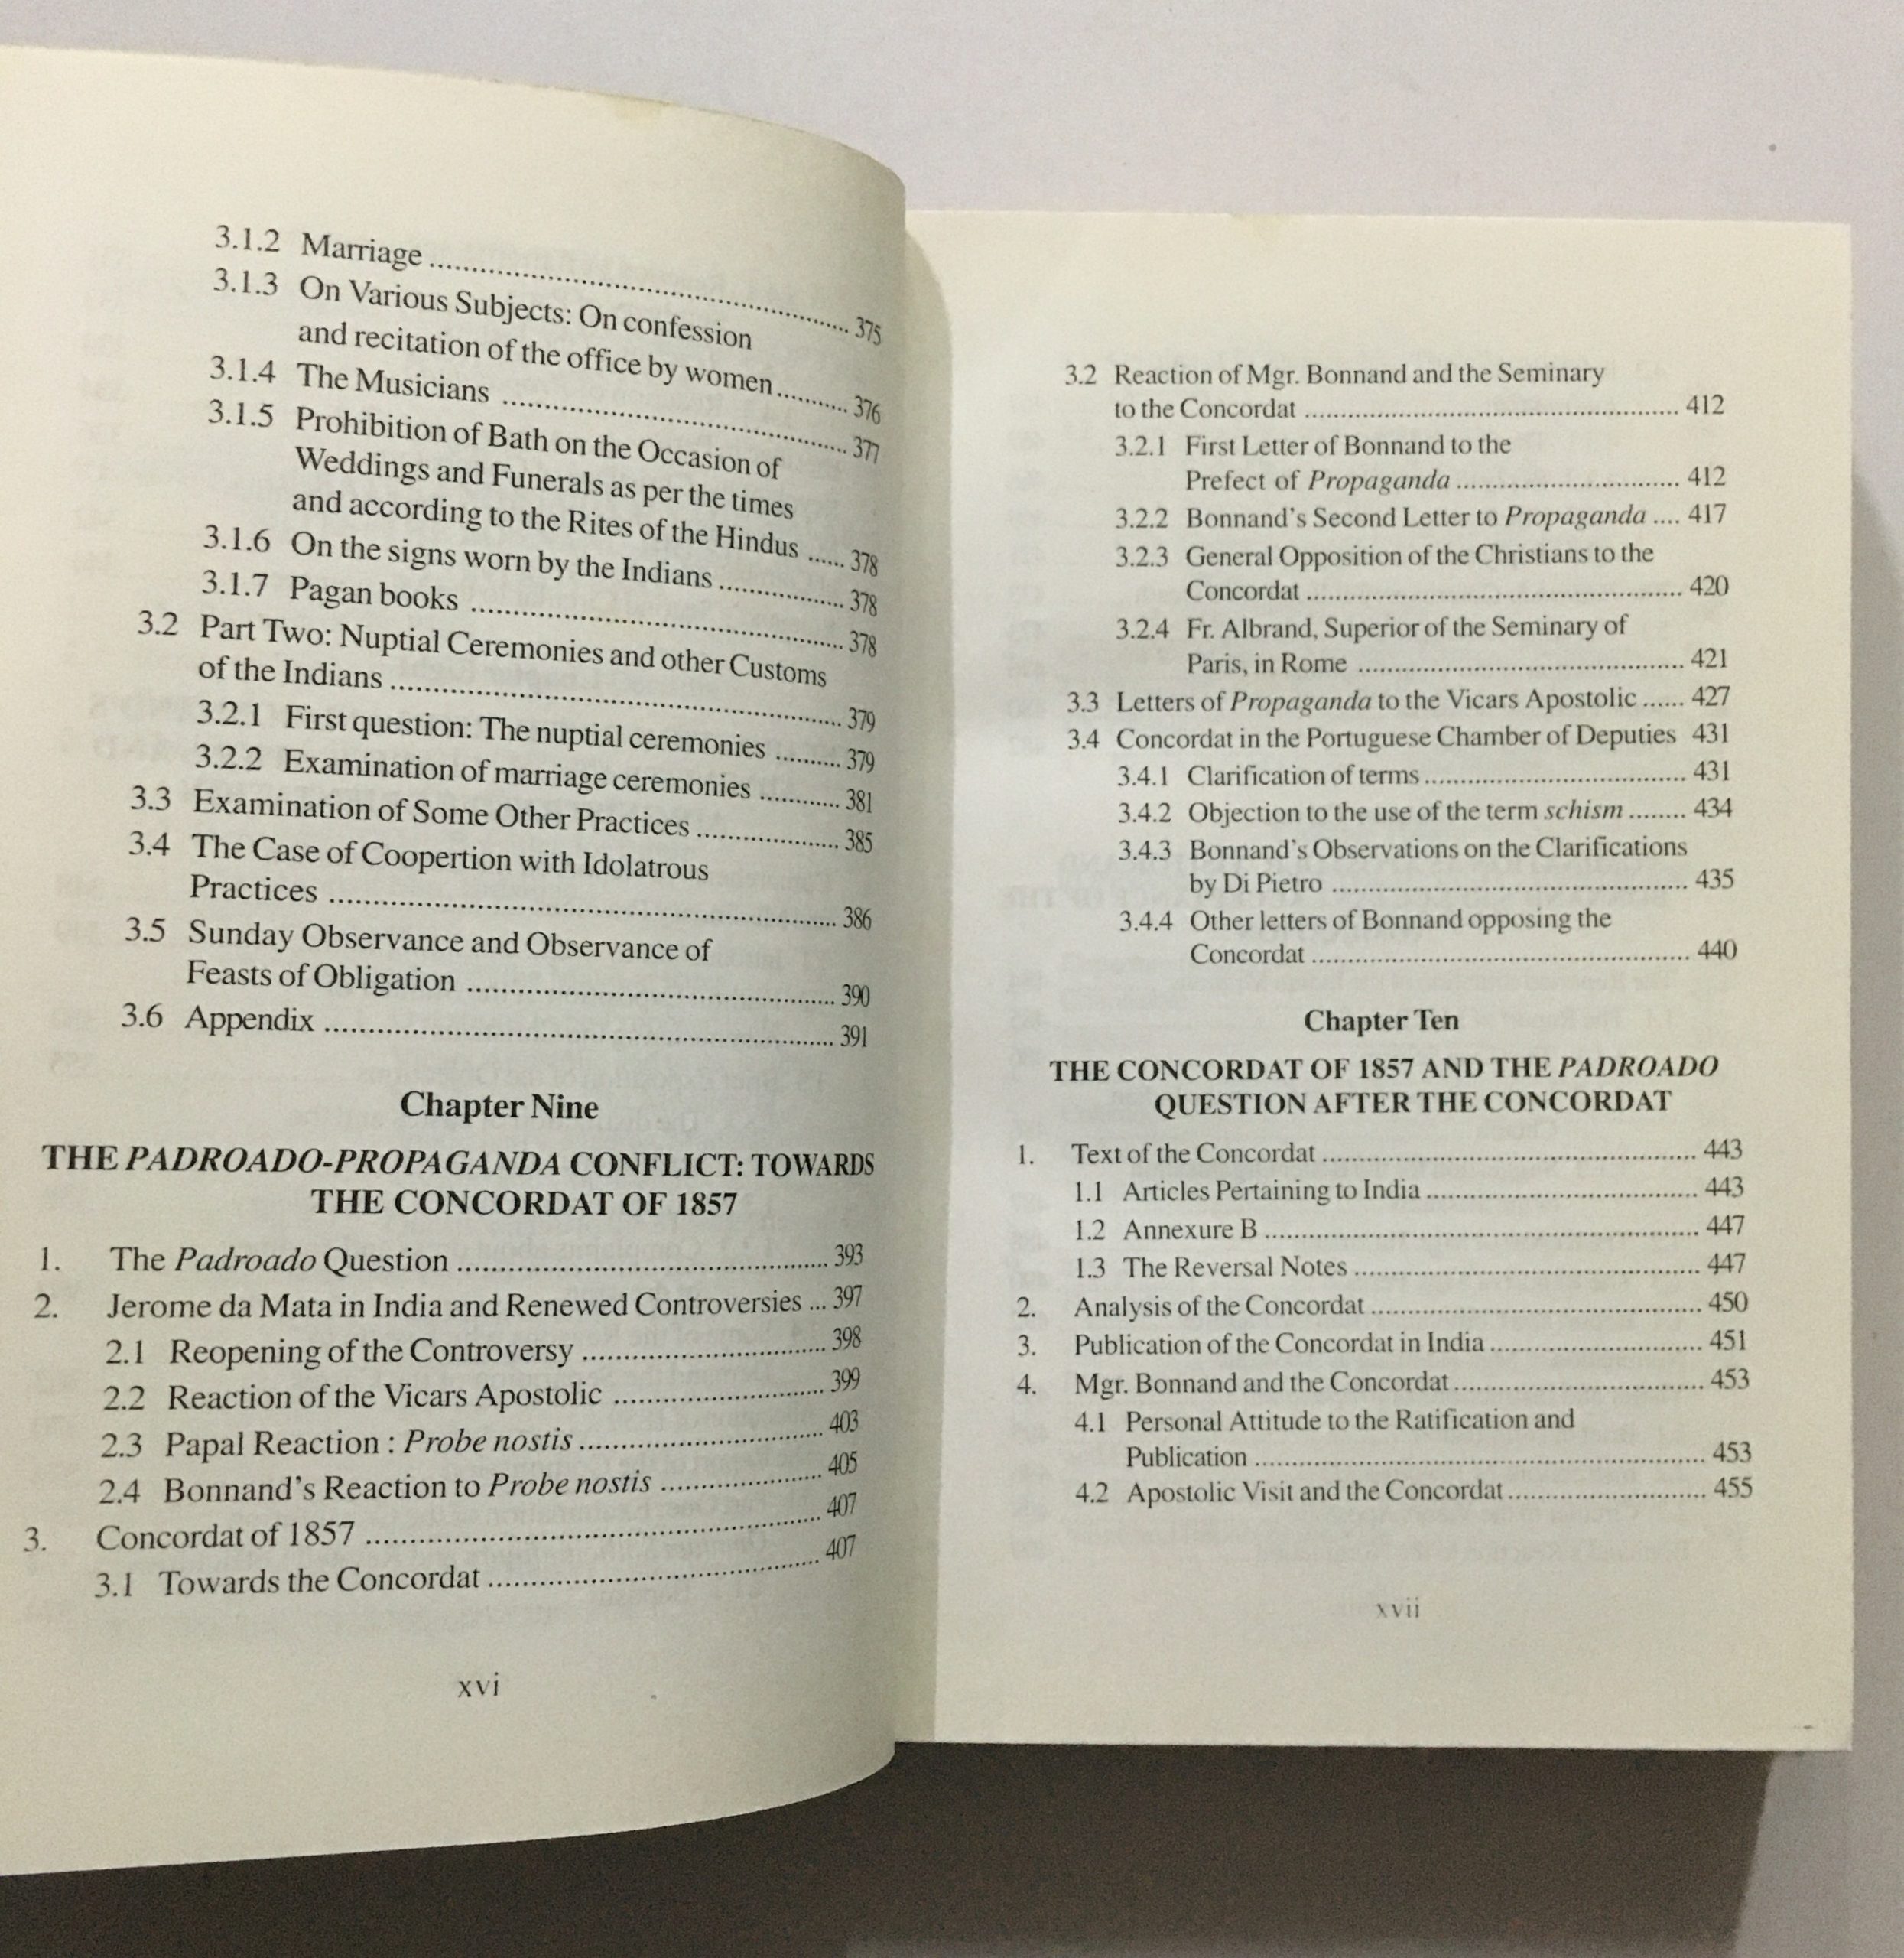 3.1.2 Marriage ........ 375
3.1.3 On Various Subjects: On confession
and recitation of the office by women ........ 376
3.1.4 The Musicians ........ 377
3.1.5 Prohibition of Bath on the Occasion of
Weddings and Funerals as per the times
and according to the Rites of the Hindus ...... 378
3.1.6 On the signs worn by the Indians ........ 378
3.1.7 Pagan books ........ 378
3.2 Part Two: Nuptial Ceremonies and other Customs
of the Indians ........ 379
3.2.1 First question: The nuptial ceremonies ........ 379
3.2.2 Examination of marriage ceremonies ........ 381
3.3 Examination of Some Other Practices ........ 385
3.4 The Case of Coopertion with Idolatrous
Practices ........ 386
3.5 Sunday Observance and Observance of
Feasts of Obligation ........ 390
3.6 Appendix ........ 391
Chapter Nine
THE PADROADO-PROPAGANDA CONFLICT: TOWARDS
THE CONCORDAT OF 1857
1. The Padroado Question ........ 393
2. Jerome da Mata in India and Renewed Controversies ... 397
2.1 Reopening of the Controversy ........ 398
2.2 Reaction of the Vicars Apostolic ........ 399
2.3 Papal Reaction : Probe nostis ........ 403
2.4 Bonnand's Reaction to Probe nostis ........ 405
3. Concordat of 1857 ........ 407
3.1 Towards the Concordat ........ 407
xvi
3.2 Reaction of Mgr. Bonnand and the Seminary
to the Concordat ........ 412
3.2.1 First Letter of Bonnand to the
Prefect of Propaganda ........ 412
3.2.2 Bonnand's Second Letter to Propaganda .... 417
3.2.3 General Opposition of the Christians to the
Concordat ........ 420
3.2.4 Fr. Albrand, Superior of the Seminary of
Paris, in Rome ........ 421
3.3 Letters of Propaganda to the Vicars Apostolic ...... 427
3.4 Concordat in the Portuguese Chamber of Deputies 431
3.4.1 Clarification of terms ........ 431
3.4.2 Objection to the use of the term schism ........ 434
3.4.3 Bonnand's Observations on the Clarifications
by Di Pietro ........ 435
3.4.4 Other letters of Bonnand opposing the
Concordat ........ 440
Chapter Ten
THE CONCORDAT OF 1857 AND THE PADROADO
QUESTION AFTER THE CONCORDAT
1. Text of the Concordat ........ 443
1.1 Articles Pertaining to India ........ 443
1.2 Annexure B ........ 447
1.3 The Reversal Notes ........ 447
2. Analysis of the Concordat ........ 450
3. Publication of the Concordat in India ........ 451
4. Mgr. Bonnand and the Concordat ........ 453
4.1 Personal Attitude to the Ratification and
Publication ........ 453
4.2 Apostolic Visit and the Concordat ........ 455
xvii